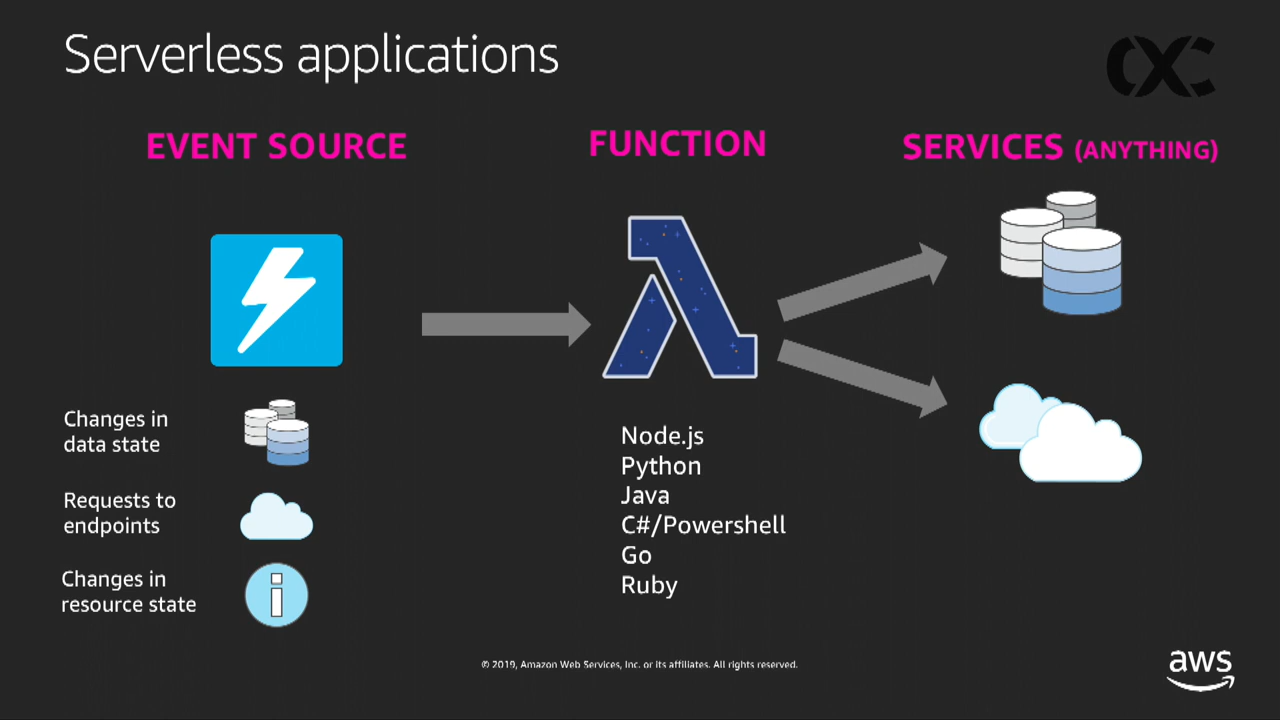 Serverless applications
EVENT SOURCE
FUNCTION
SERVICES (ANYTHING)
Changes in
data state
Requests to
endpoints
Changes in
resource state
Node.js
Python
Java
C#/Powershell
Go
Ruby
© 2019, Amazon Web Services, Inc. or its affiliates. All rights reserved.
aws